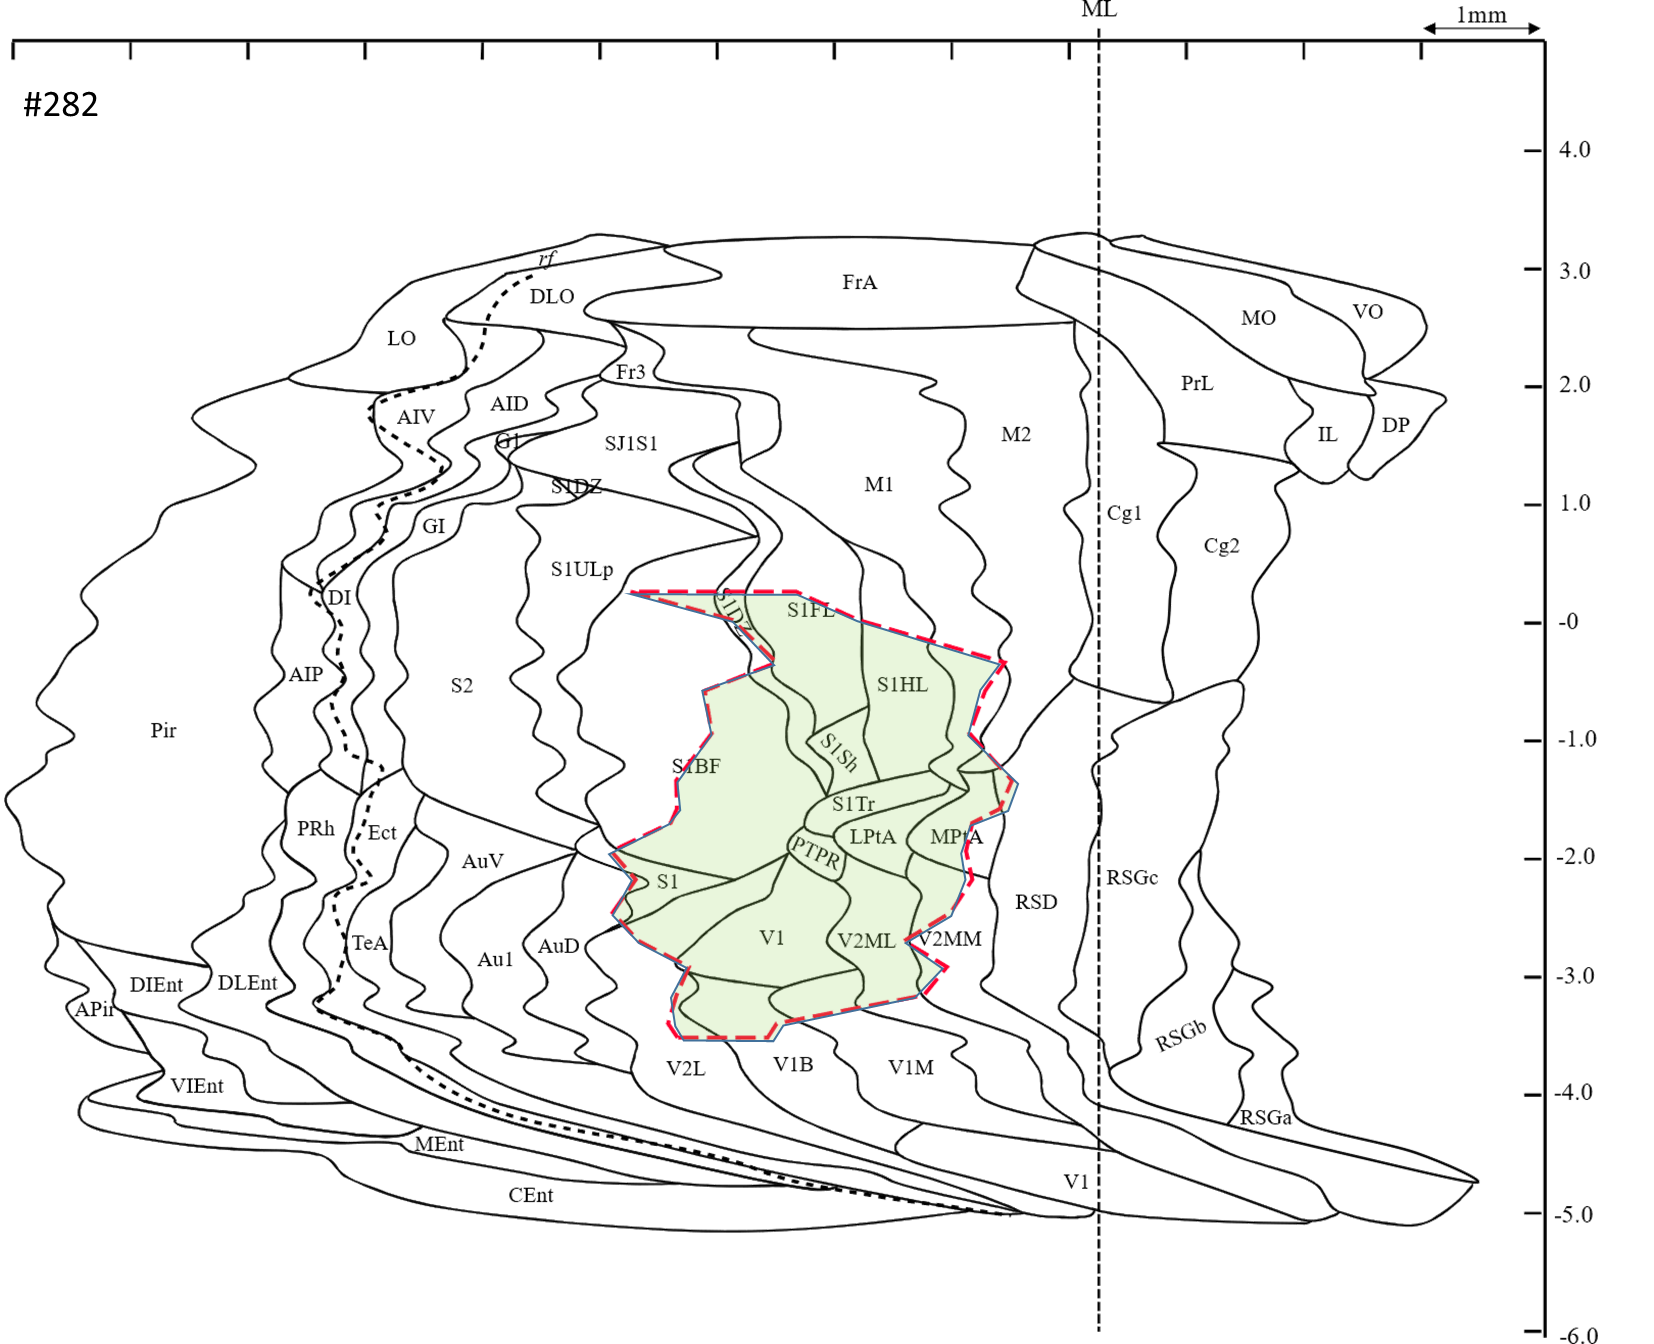 ML
1mm
#282
4.0
rf
3.0
DLO
FrA
MO
VO
LO
Fr3
PrL
2.0
AIV
AID
G1
SJ1S1
M2
IL
DP
S1DZ
M1
1.0
GI
Cg1
Cg2
S1ULp
DI
S1DZ
S1FL
-0
AIP
S2
S1HL
Pir
S1BF
S1Sh
-1.0
S1Tr
PRh
Ect
LPtA
MPtA
AuV
PTPR
-2.0
S1
RSGc
RSD
TeA
Au1
AuD
V1
V2ML
V2MM
DIEnt
DLEnt
-3.0
APir
RSGb
VIEnt
V2L
V1B
V1M
-4.0
RSGa
MEnt
CEnt
V1
-5.0
-6.0